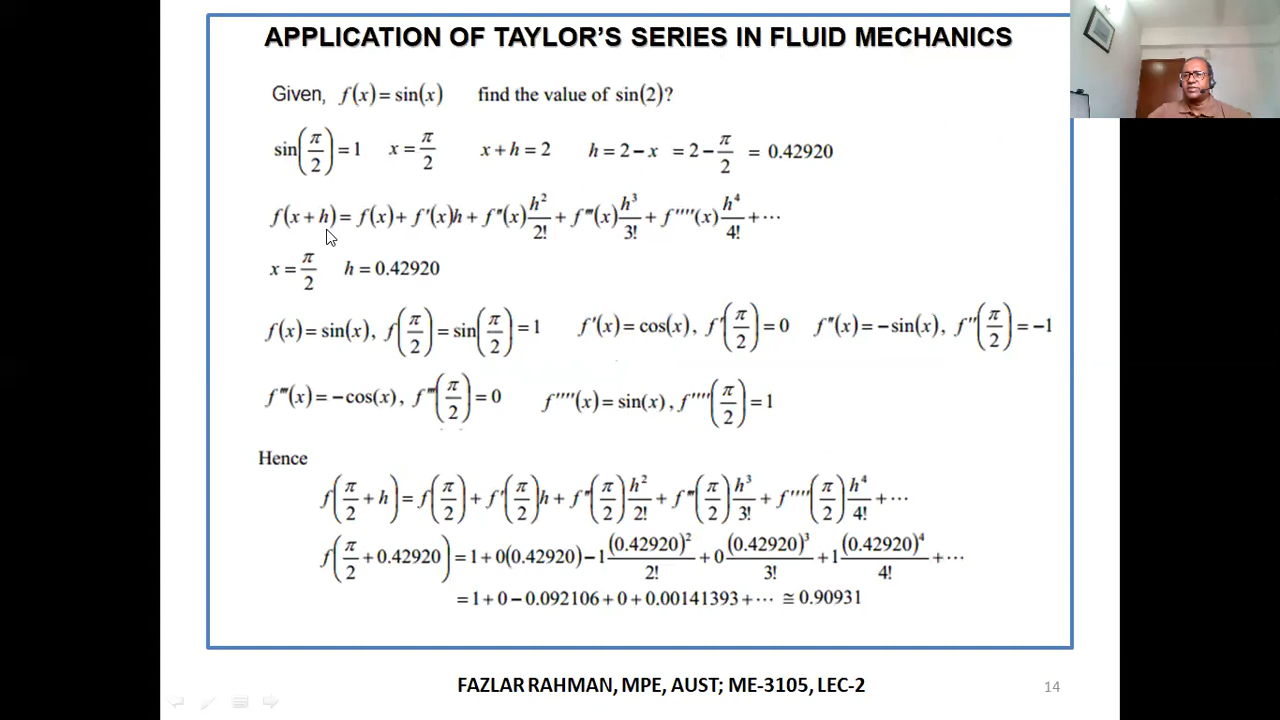 APPLICATION OF TAYLOR'S SERIES IN FLUID MECHANICS
Given, f(x)=sin(x) find the value of sin(2)?
sin(π/2)=1 x=π/2 x+h=2 h=2−x =2−π/2 = 0.42920
f(x+h)=f(x)+f'(x)h+f''(x)h²/2!+f'''(x)h³/3!+f''''(x)h⁴/4!+⋯
x=π/2 h=0.42920
f(x)=sin(x), f(π/2)=sin(π/2)=1 f'(x)=cos(x), f'(π/2)=0 f''(x)=−sin(x), f''(π/2)=−1
f'''(x)=−cos(x), f'''(π/2)=0 f''''(x)=sin(x), f''''(π/2)=1
Hence
f(π/2+h)=f(π/2)+f'(π/2)h+f''(π/2)h²/2!+f'''(π/2)h³/3!+f''''(π/2)h⁴/4!+⋯
f(π/2+0.42920)=1+0(0.42920)−1(0.42920)²/2!+0(0.42920)³/3!+1(0.42920)⁴/4!+⋯
=1+0−0.092106+0+0.00141393+⋯ ≅0.90931
FAZLAR RAHMAN, MPE, AUST; ME-3105, LEC-2
14